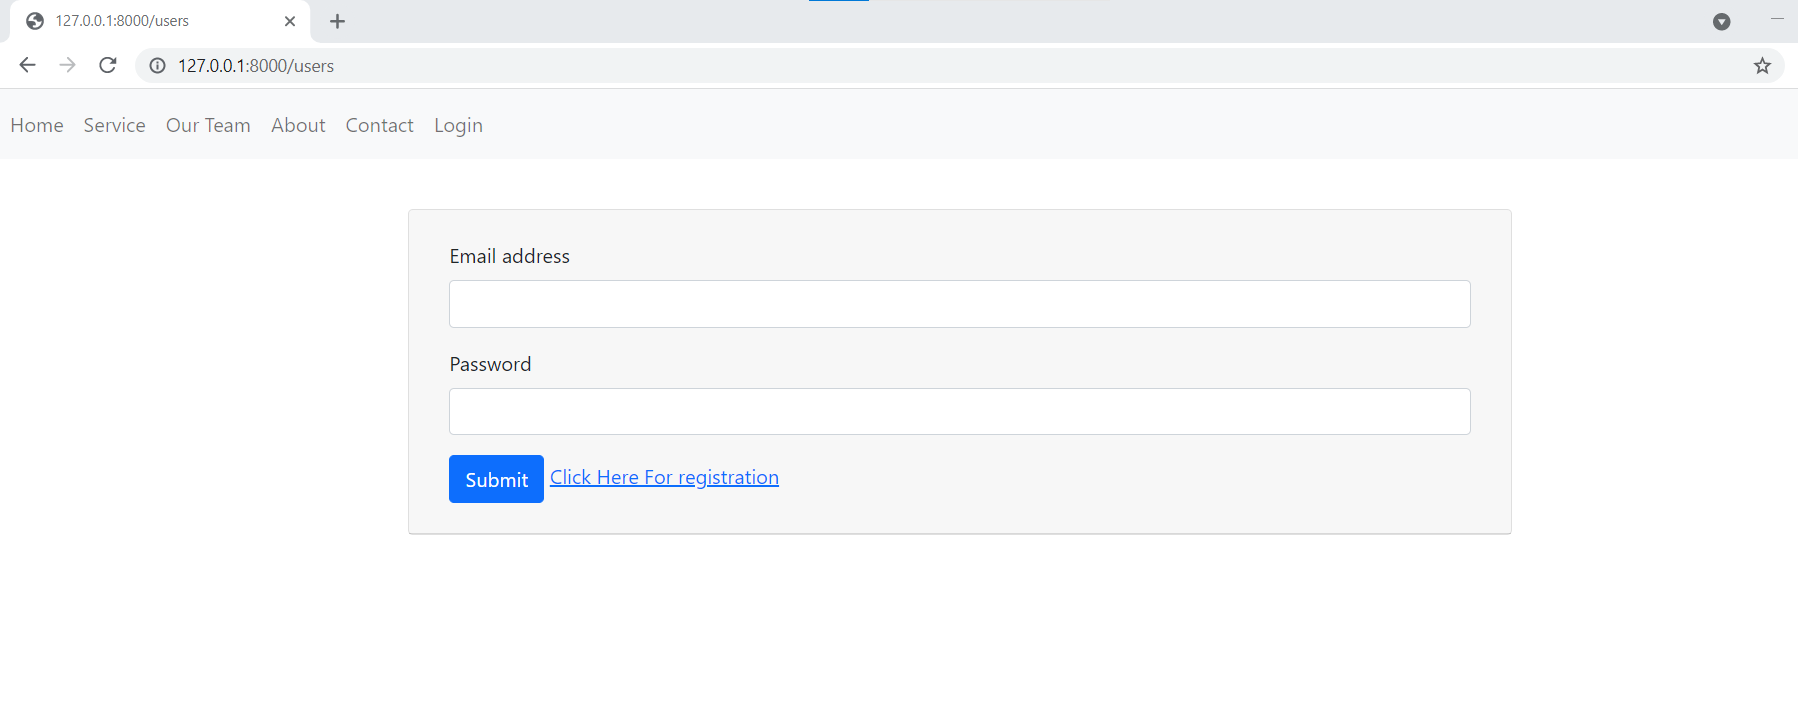 127.0.0.1:8000/users
127.0.0.1:8000/users
Home Service Our Team About Contact Login
Email address
Password
Submit Click Here For registration